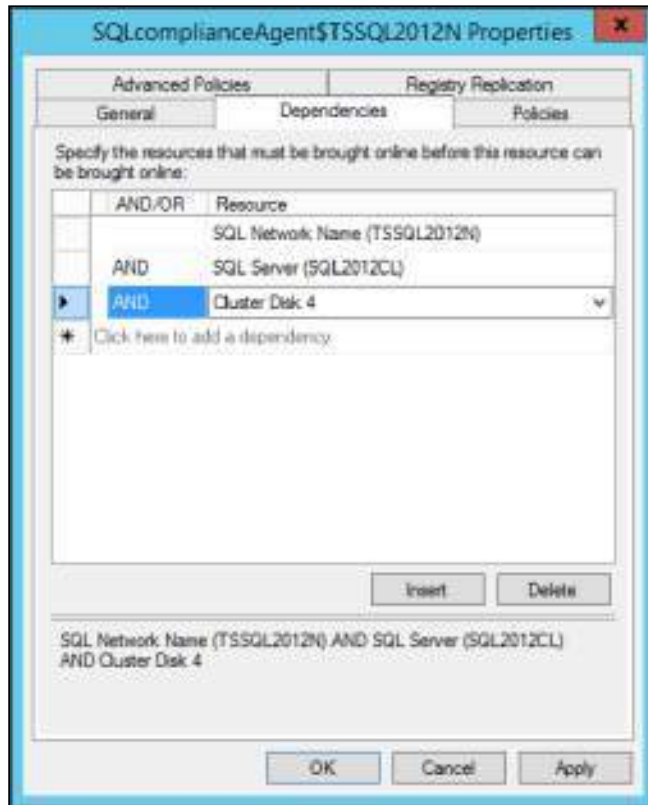 SQLcomplianceAgent$TSSQL2012N Properties
x
Advanced Policies Registry Replication
General Dependencies Policies
Specify the resources that must be brought online before this resource can
be brought online:
AND/OR Resource
SQL Network Name (TSSQL2012N)
AND SQL Server (SQL2012CL)
AND Cluster Disk 4
Click here to add a dependency
Insert Delete
SQL Network Name (TSSQL2012N) AND SQL Server (SQL2012CL)
AND Cluster Disk 4
OK Cancel Apply